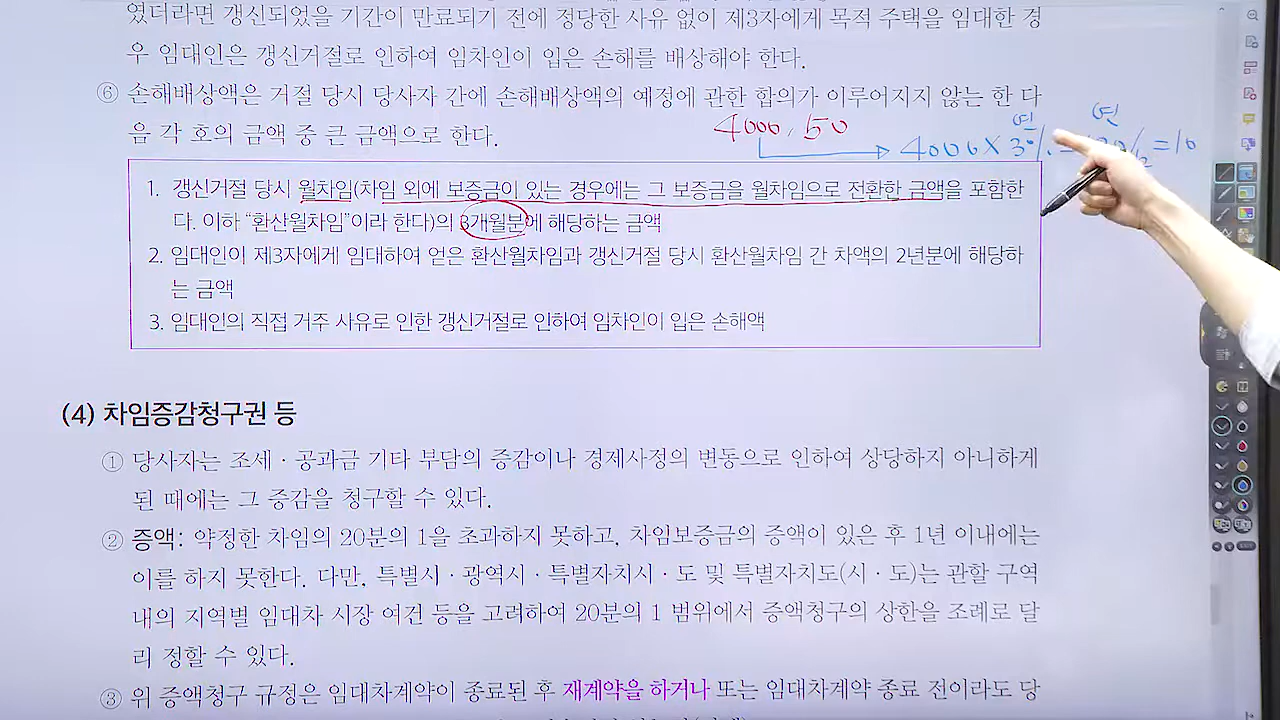 였더라면 갱신되었을 기간이 만료되기 전에 정당한 사유 없이 제3자에게 목적 주택을 임대한 경
우 임대인은 갱신거절로 인하여 임차인이 입은 손해를 배상해야 한다.
⑥ 손해배상액은 거절 당시 당사자 간에 손해배상액의 예정에 관한 합의가 이루어지지 않는 한 다
음 각 호의 금액 중 큰 금액으로 한다.
4000, 50
연 연
4000 × 3% = = 10
1. 갱신거절 당시 월차임(차임 외에 보증금이 있는 경우에는 그 보증금을 월차임으로 전환한 금액을 포함한
다. 이하 “환산월차임”이라 한다)의 3개월분에 해당하는 금액
2. 임대인이 제3자에게 임대하여 얻은 환산월차임과 갱신거절 당시 환산월차임 간 차액의 2년분에 해당하
는 금액
3. 임대인의 직접 거주 사유로 인한 갱신거절로 인하여 임차인이 입은 손해액
(4) 차임증감청구권 등
① 당사자는 조세 · 공과금 기타 부담의 증감이나 경제사정의 변동으로 인하여 상당하지 아니하게
된 때에는 그 증감을 청구할 수 있다.
② 증액: 약정한 차임의 20분의 1을 초과하지 못하고, 차임보증금의 증액이 있은 후 1년 이내에는
이를 하지 못한다. 다만, 특별시 · 광역시 · 특별자치시 · 도 및 특별자치도(시 · 도)는 관할 구역
내의 지역별 임대차 시장 여건 등을 고려하여 20분의 1 범위에서 증액청구의 상한을 조례로 달
리 정할 수 있다.
③ 위 증액청구 규정은 임대차계약이 종료된 후 재계약을 하거나 또는 임대차계약 종료 전이라도 당